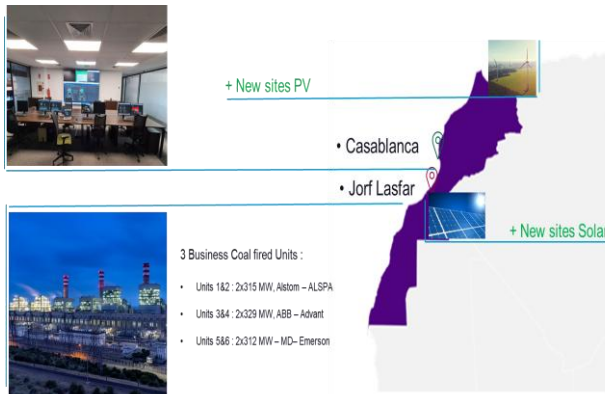 + New sites PV
• Casablanca
• Jorf Lasfar
+ New sites Solar
3 Business Coal fired Units :
• Units 1&2 : 2x315 MW, Alstom – ALSPA
• Units 3&4 : 2x329 MW, ABB – Advant
• Units 5&6 : 2x312 MW – MD– Emerson